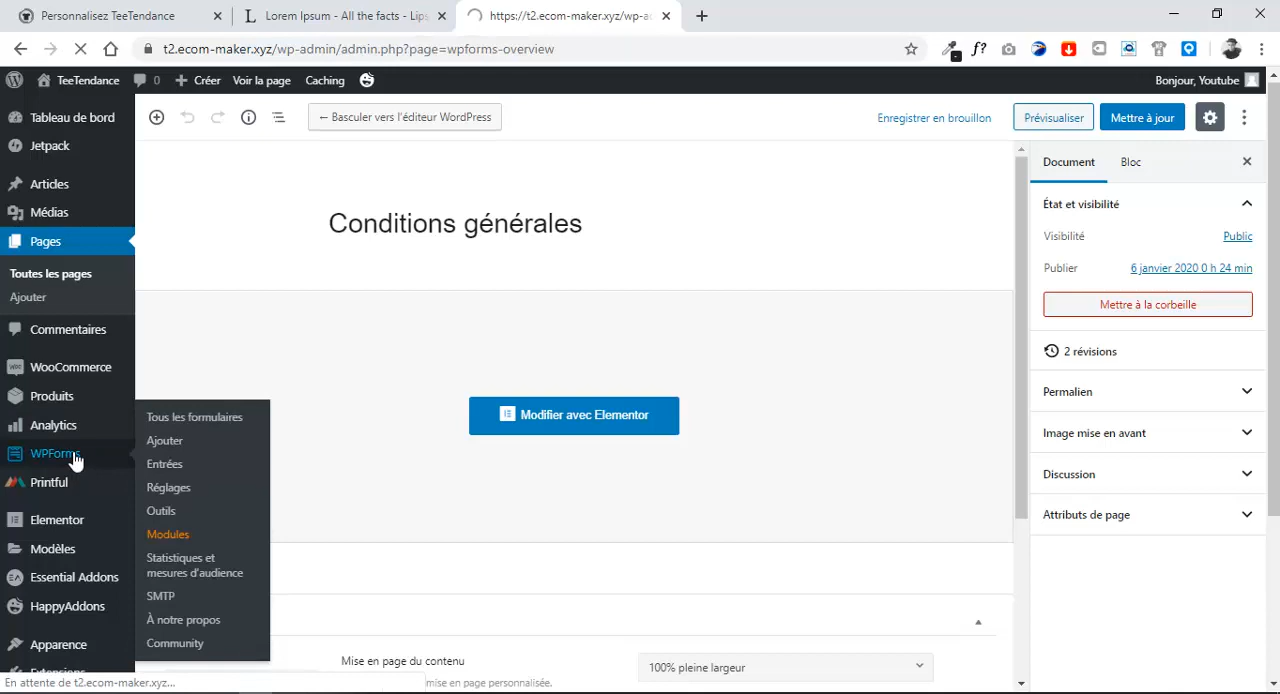 Personnalisez TeeTendance
Lorem Ipsum - All the facts - Lips
https://t2.ecom-maker.xyz/wp-ad
t2.ecom-maker.xyz/wp-admin/admin.php?page=wpforms-overview
TeeTendance
0
Créer
Voir la page
Caching
Bonjour, Youtube
Tableau de bord
Jetpack
Articles
Médias
Pages
Toutes les pages
Ajouter
Commentaires
WooCommerce
Produits
Analytics
WPForms
Printful
Elementor
Modèles
Essential Addons
HappyAddons
Apparence
Extensions
Tous les formulaires
Ajouter
Entrées
Réglages
Outils
Modules
Statistiques et
mesures d'audience
SMTP
À notre propos
Community
← Basculer vers l'éditeur WordPress
Enregistrer en brouillon
Prévisualiser
Mettre à jour
Conditions générales
Modifier avec Elementor
Mise en page du contenu
100% pleine largeur
mise en page personnalisée.
Document
Bloc
État et visibilité
Visibilité
Public
Publier
6 janvier 2020 0 h 24 min
Mettre à la corbeille
2 révisions
Permalien
Image mise en avant
Discussion
Attributs de page
En attente de t2.ecom-maker.xyz...